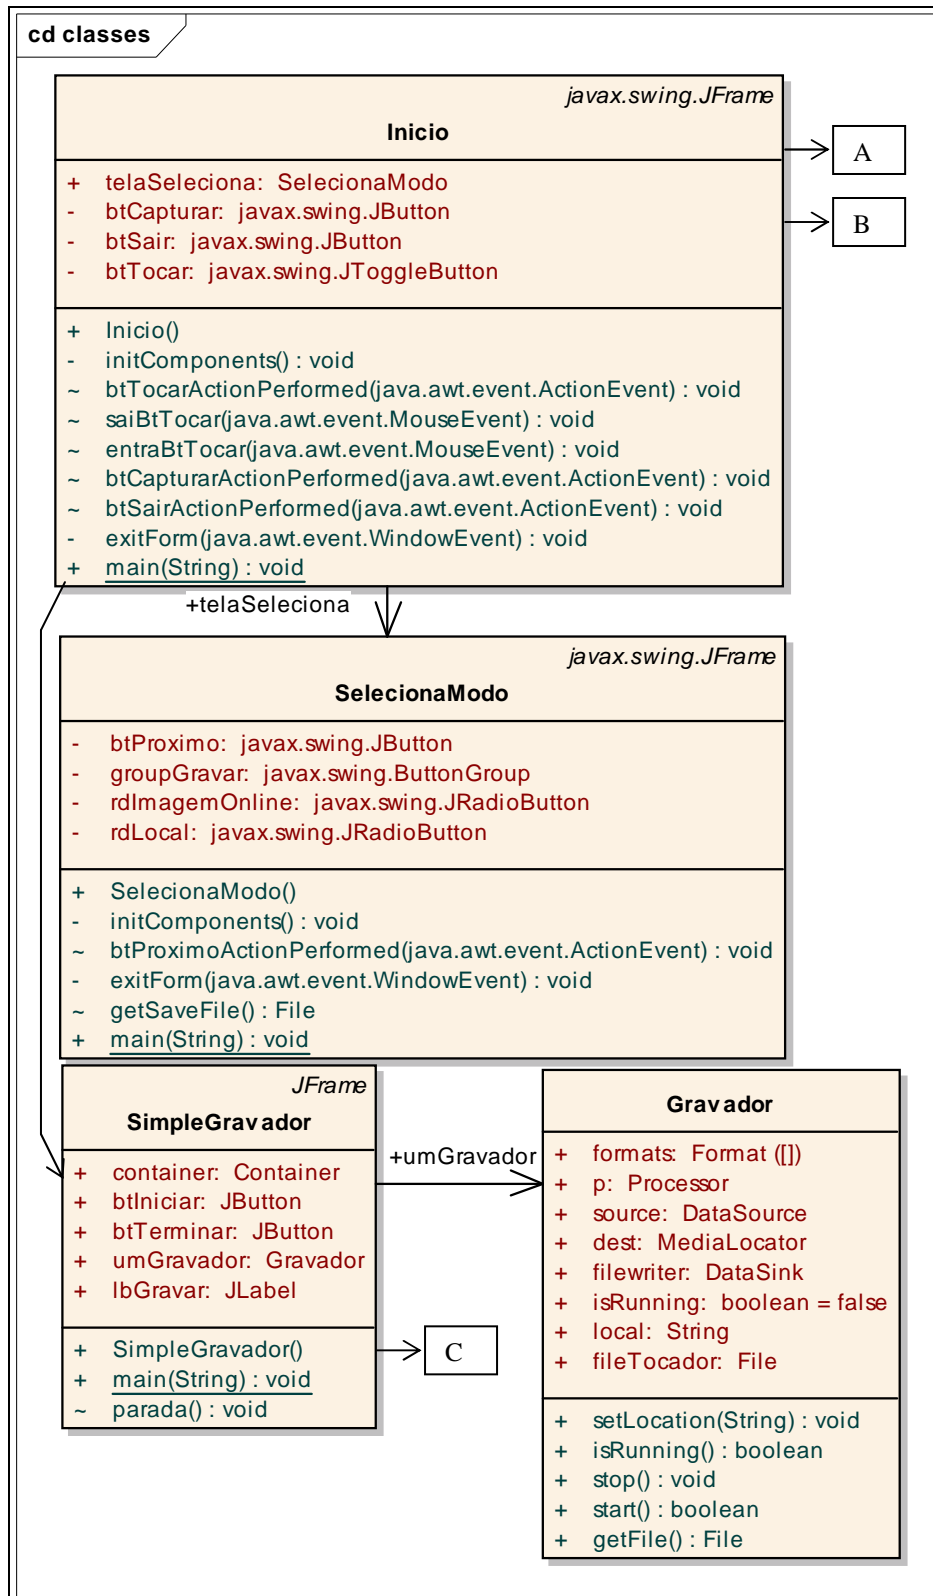 cd classes
javax.swing.JFrame
Inicio
+ telaSeleciona: SelecionaModo
- btCapturar: javax.swing.JButton
- btSair: javax.swing.JButton
- btTocar: javax.swing.JToggleButton
+ Inicio()
- initComponents() : void
~ btTocarActionPerformed(java.awt.event.ActionEvent) : void
~ saiBtTocar(java.awt.event.MouseEvent) : void
~ entraBtTocar(java.awt.event.MouseEvent) : void
~ btCapturarActionPerformed(java.awt.event.ActionEvent) : void
~ btSairActionPerformed(java.awt.event.ActionEvent) : void
- exitForm(java.awt.event.WindowEvent) : void
+ main(String) : void
A
B
+telaSeleciona
javax.swing.JFrame
SelecionaModo
- btProximo: javax.swing.JButton
- groupGravar: javax.swing.ButtonGroup
- rdImagemOnline: javax.swing.JRadioButton
- rdLocal: javax.swing.JRadioButton
+ SelecionaModo()
- initComponents() : void
~ btProximoActionPerformed(java.awt.event.ActionEvent) : void
- exitForm(java.awt.event.WindowEvent) : void
~ getSaveFile() : File
+ main(String) : void
JFrame
SimpleGravador
+ container: Container
+ btIniciar: JButton
+ btTerminar: JButton
+ umGravador: Gravador
+ lbGravar: JLabel
+ SimpleGravador()
+ main(String) : void
~ parada() : void
+umGravador
C
Gravador
+ formats: Format ([])
+ p: Processor
+ source: DataSource
+ dest: MediaLocator
+ filewriter: DataSink
+ isRunning: boolean = false
+ local: String
+ fileTocador: File
+ setLocation(String) : void
+ isRunning() : boolean
+ stop() : void
+ start() : boolean
+ getFile() : File